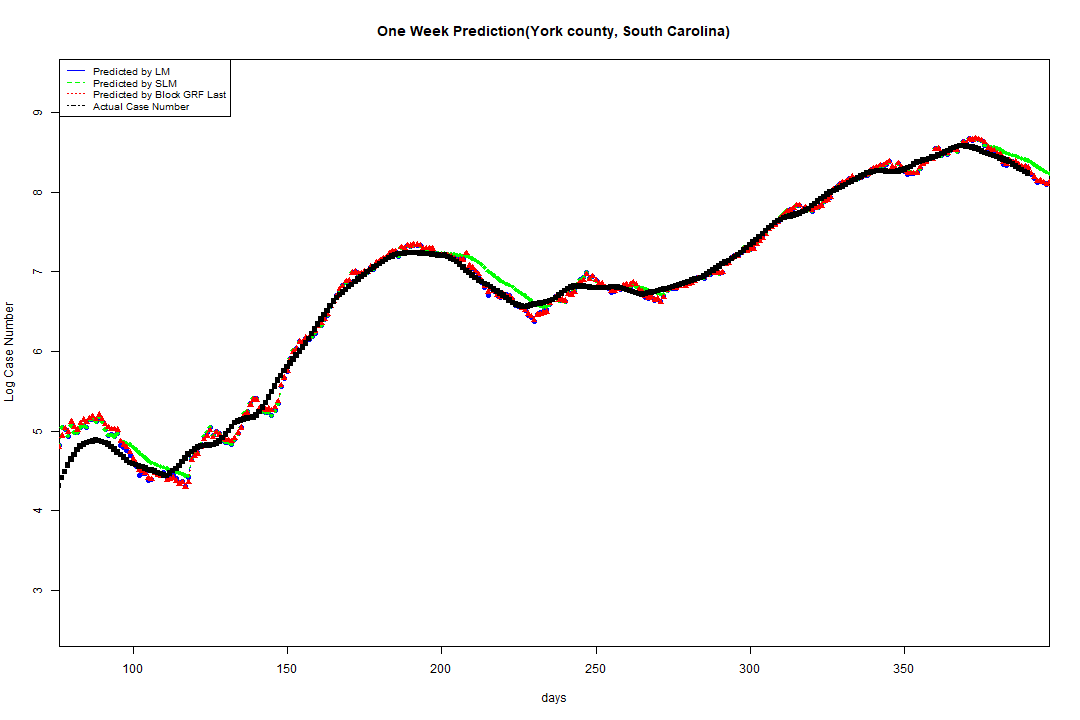 One Week Prediction(York county, South Carolina)
Predicted by LM
Predicted by SLM
Predicted by Block GRF Last
Actual Case Number
9
8
7
6
5
4
3
Log Case Number
100 150 200 250 300 350
days